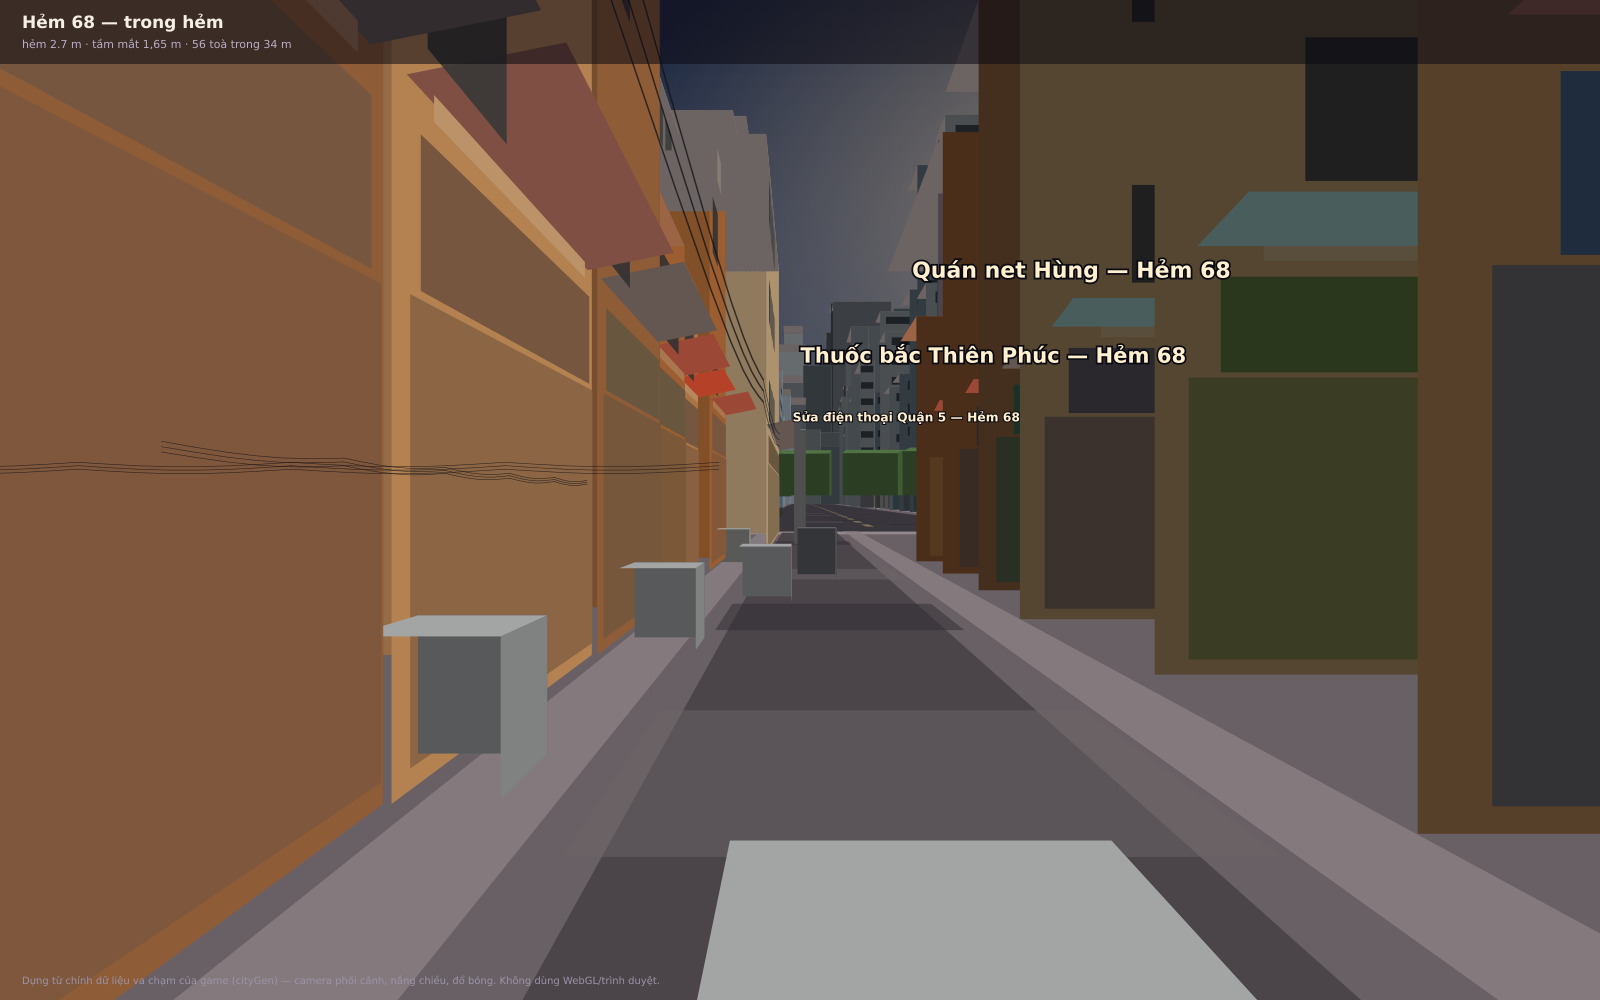 Hẻm 68 — trong hẻm
hẻm 2.7 m · tầm mắt 1,65 m · 56 toà trong 34 m
Quán net Hùng — Hẻm 68
Thuốc bắc Thiên Phúc — Hẻm 68
Sửa điện thoại Quận 5 — Hẻm 68
Dựng từ chính dữ liệu va chạm của game (cityGen) — camera phối cảnh, nắng chiều, đổ bóng. Không dùng WebGL/trình duyệt.